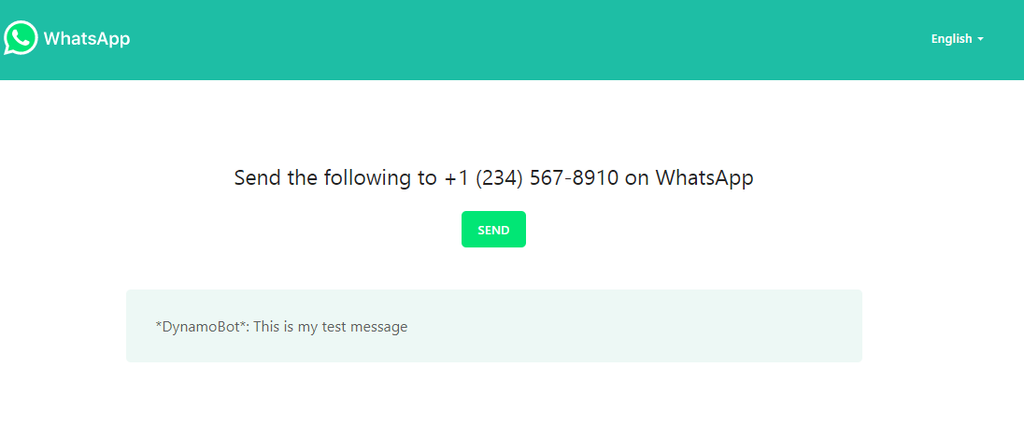 WhatsApp
English
Send the following to +1 (234) 567-8910 on WhatsApp
SEND
*DynamoBot*: This is my test message